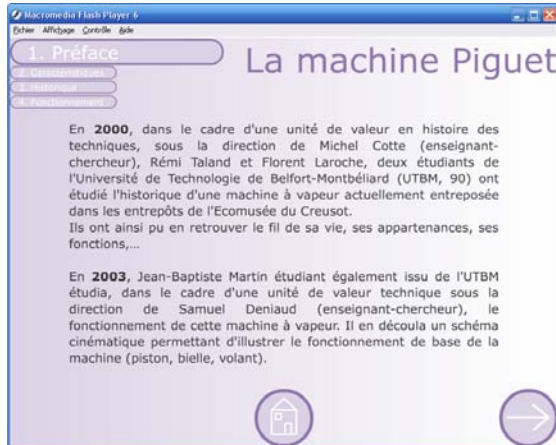 Macromedia Flash Player 6
Fichier Affichage Contrôle Aide
1. Préface
La machine Piguet
2. Caractéristiques
3. Historique
4. Fonctionnement
En 2000, dans le cadre d'une unité de valeur en histoire des
techniques, sous la direction de Michel Cotte (enseignant-
chercheur), Rémi Taland et Florent Laroche, deux étudiants de
l'Université de Technologie de Belfort-Montbéliard (UTBM, 90) ont
étudié l'historique d'une machine à vapeur actuellement entreposée
dans les entrepôts de l'Ecomusée du Creusot.
Ils ont ainsi pu en retrouver le fil de sa vie, ses appartenances, ses
fonctions,...
En 2003, Jean-Baptiste Martin étudiant également issu de l'UTBM
étudia, dans le cadre d'une unité de valeur technique sous la
direction de Samuel Deniaud (enseignant-chercheur), le
fonctionnement de cette machine à vapeur. Il en découla un schéma
cinématique permettant d'illustrer le fonctionnement de base de la
machine (piston, bielle, volant).